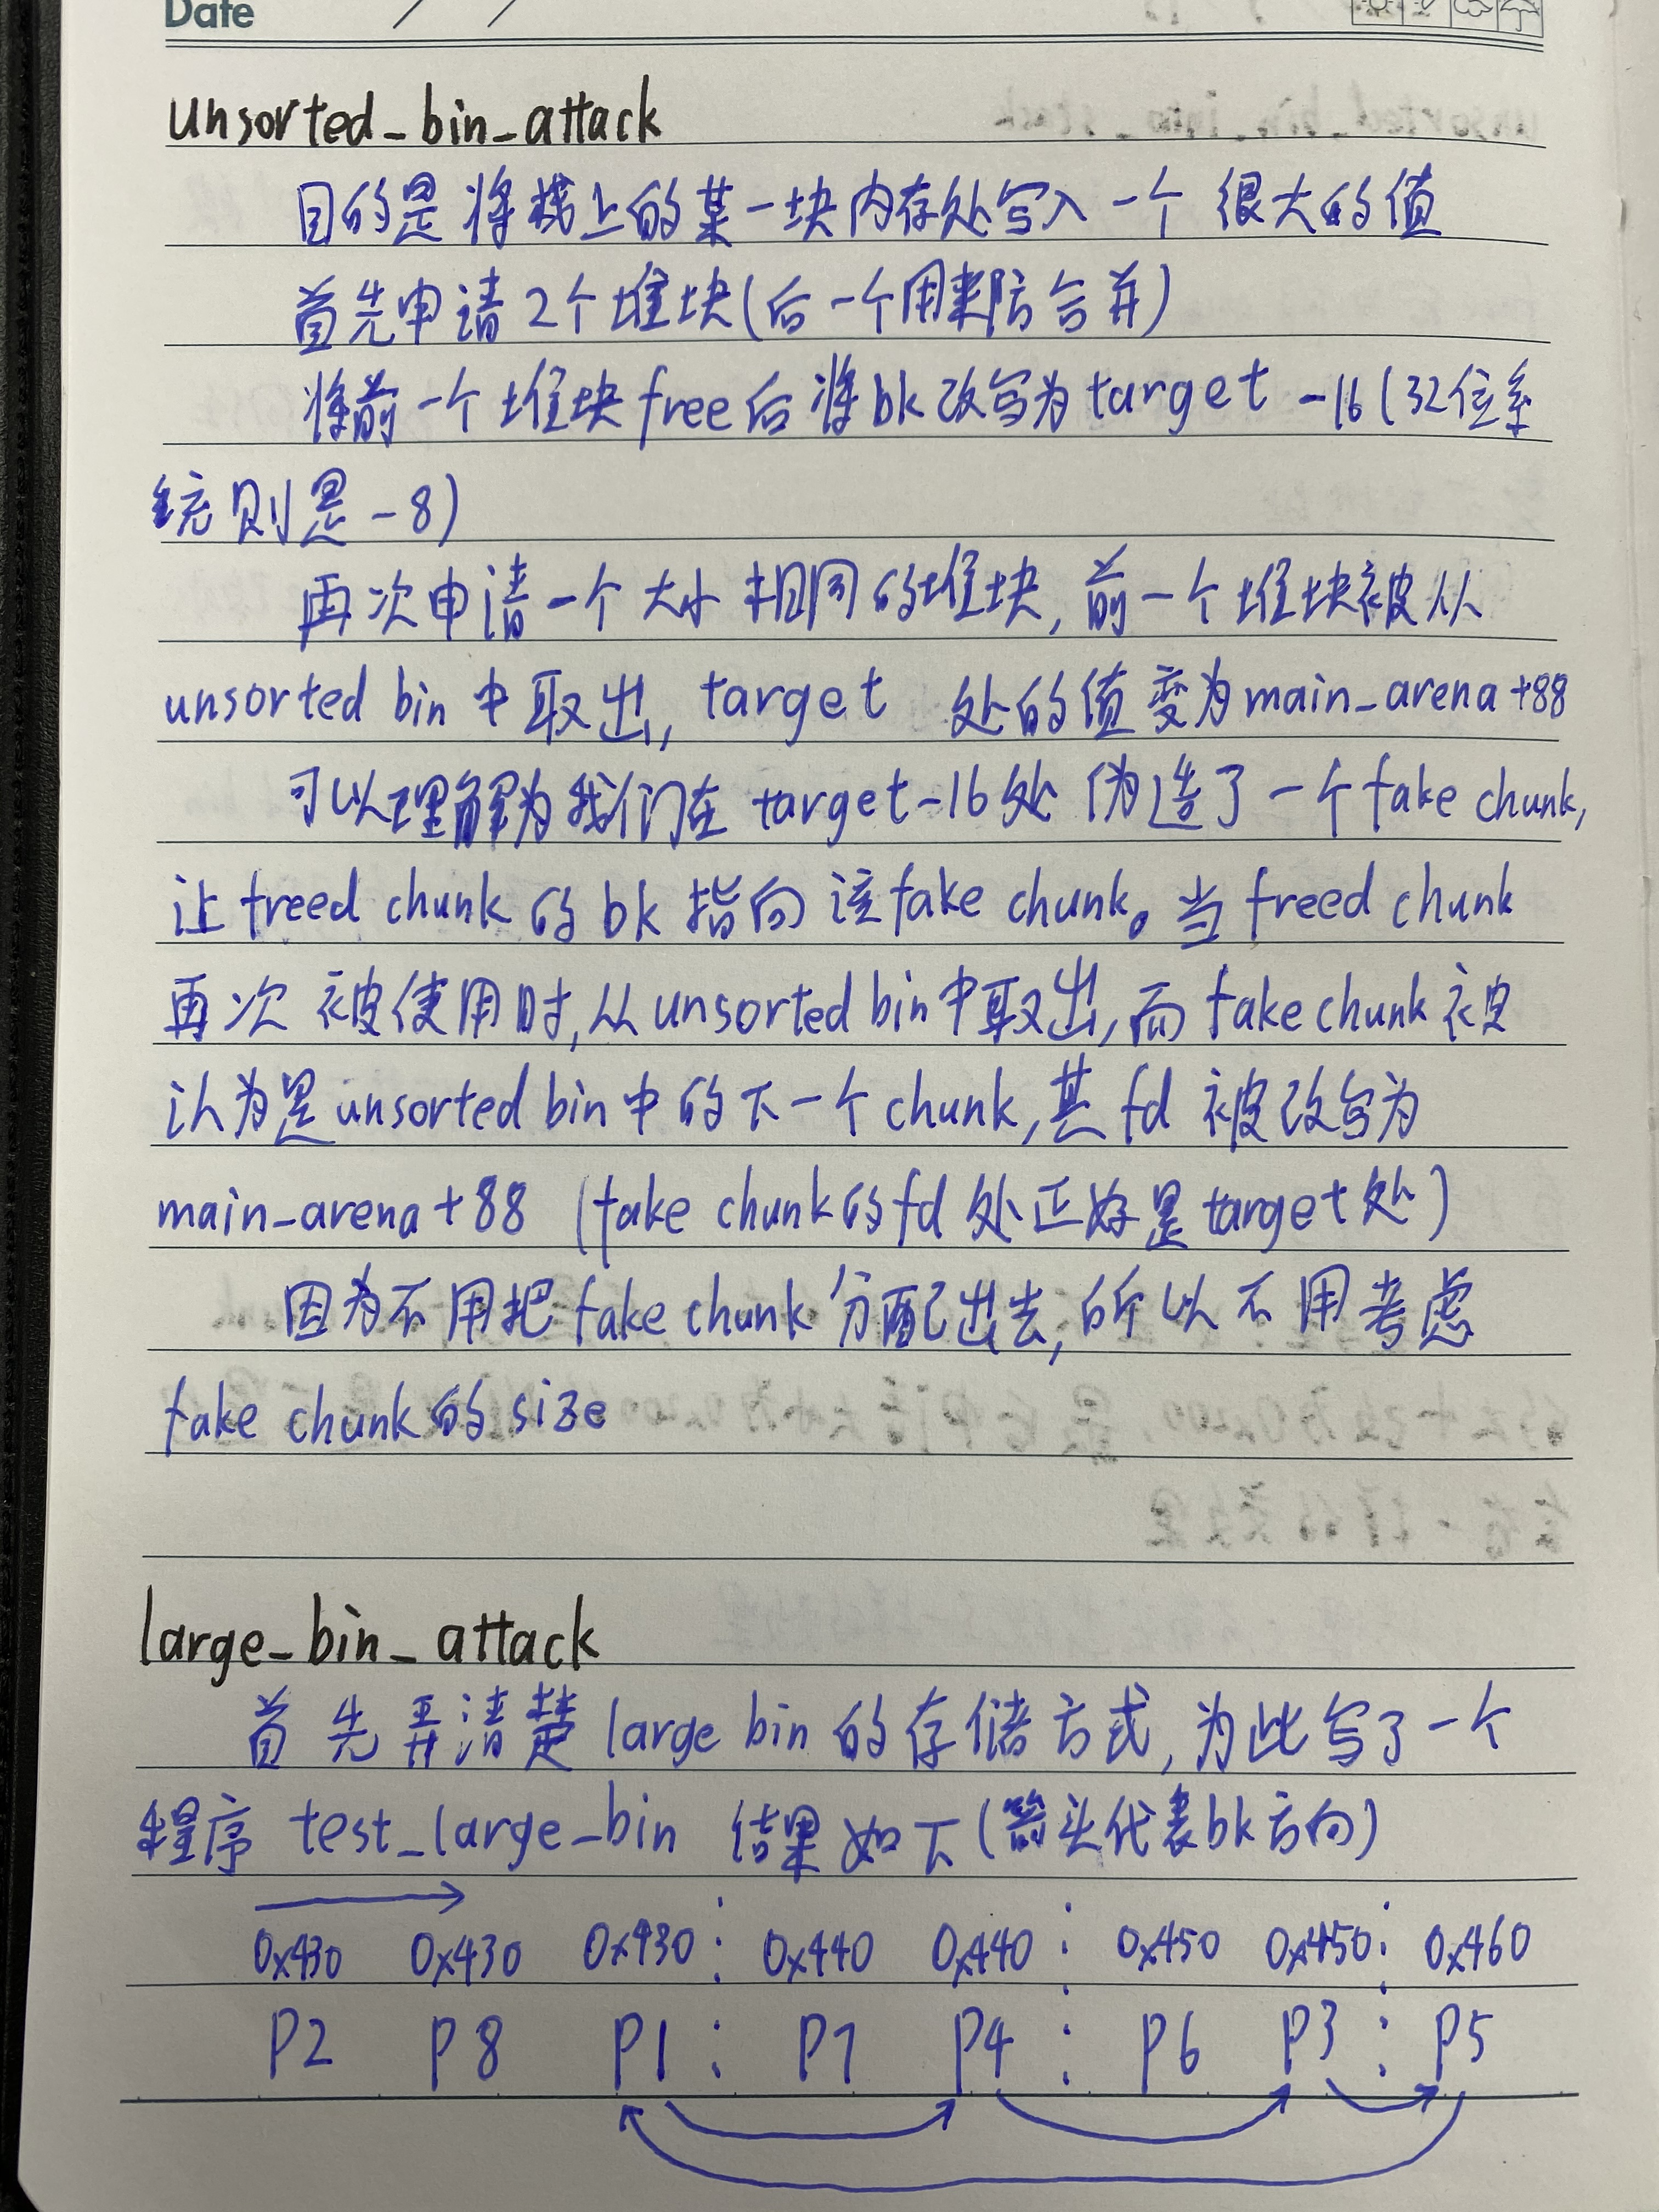 Date / /
unsorted_bin_attack
目的是将栈上的某一块内存处写入一个很大的值
首先申请2个堆块(后一个用来防合并)
将前一个堆块free后将bk改写为target -16(32位系
统则是-8)
再次申请一个大小相同的堆块,前一个堆块被从
unsorted bin中取出,target 处的值变为main_arena+88
可以理解为我们在target-16处伪造了一个fake chunk,
让freed chunk的bk指向该fake chunk。当freed chunk
再次被使用时,从unsorted bin中取出,而fake chunk被
认为是unsorted bin中的下一个chunk,其fd被改写为
main_arena+88 (fake chunk的fd处正好是target处)
因为不用把fake chunk分配出去,所以不用考虑
fake chunk的size
large_bin_attack
首先弄清楚large bin的存储方式,为此写了一个
程序test_large_bin 结果如下(箭头代表bk方向)
0x430 0x430 0x430 0x440 0x440 0x450 0x450 0x460
P2 P8 P1 P7 P4 P6 P3 P5